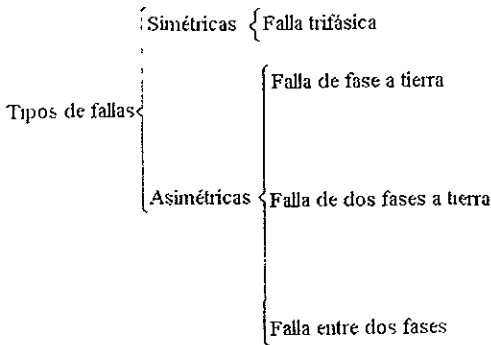 Simétricas { Falla trifásica
Falla de fase a tierra
Tipos de fallas
Asimétricas { Falla de dos fases a tierra
Falla entre dos fases